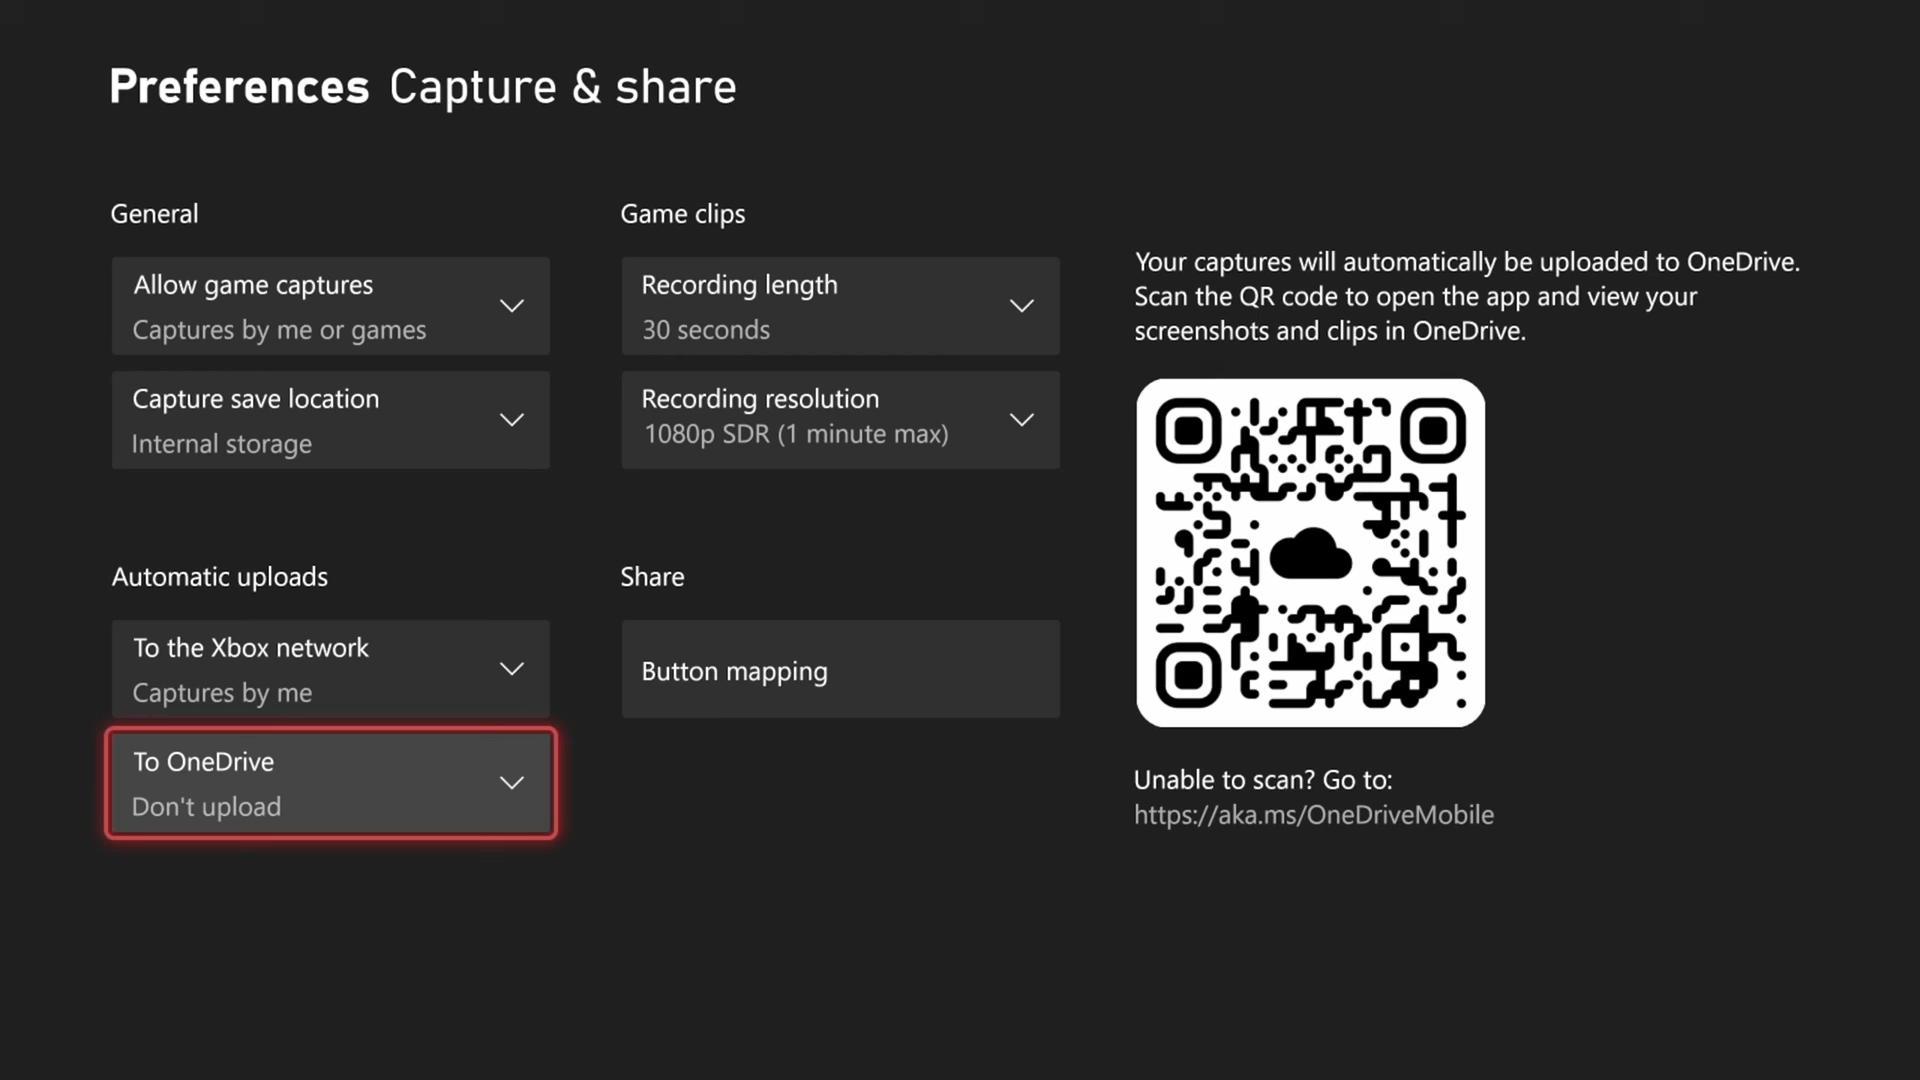 Preferences Capture & share
General
Allow game captures
Captures by me or games
Capture save location
Internal storage
Game clips
Recording length
30 seconds
Recording resolution
1080p SDR (1 minute max)
Automatic uploads
To the Xbox network
Captures by me
To OneDrive
Don't upload
Share
Button mapping
Your captures will automatically be uploaded to OneDrive.
Scan the QR code to open the app and view your
screenshots and clips in OneDrive.
Unable to scan? Go to:
https://aka.ms/OneDriveMobile